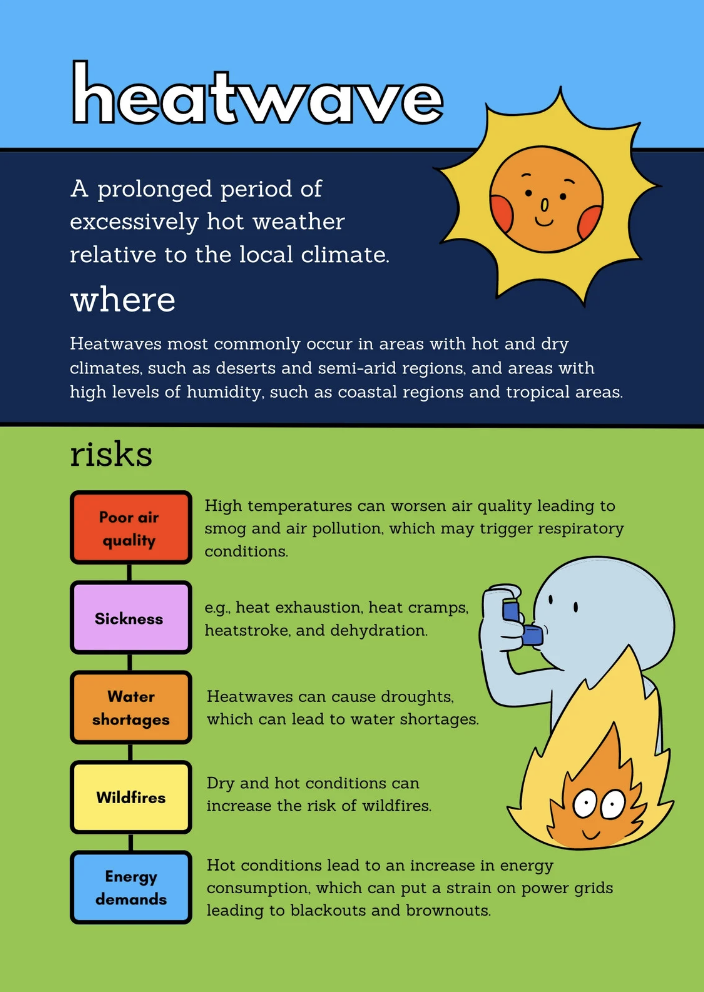 heatwave
A prolonged period of
excessively hot weather
relative to the local climate.
where
Heatwaves most commonly occur in areas with hot and dry
climates, such as deserts and semi-arid regions, and areas with
high levels of humidity, such as coastal regions and tropical areas.
risks
Poor air
quality
High temperatures can worsen air quality leading to
smog and air pollution, which may trigger respiratory
conditions.
Sickness
e.g., heat exhaustion, heat cramps,
heatstroke, and dehydration.
Water
shortages
Heatwaves can cause droughts,
which can lead to water shortages.
Wildfires
Dry and hot conditions can
increase the risk of wildfires.
Energy
demands
Hot conditions lead to an increase in energy
consumption, which can put a strain on power grids
leading to blackouts and brownouts.